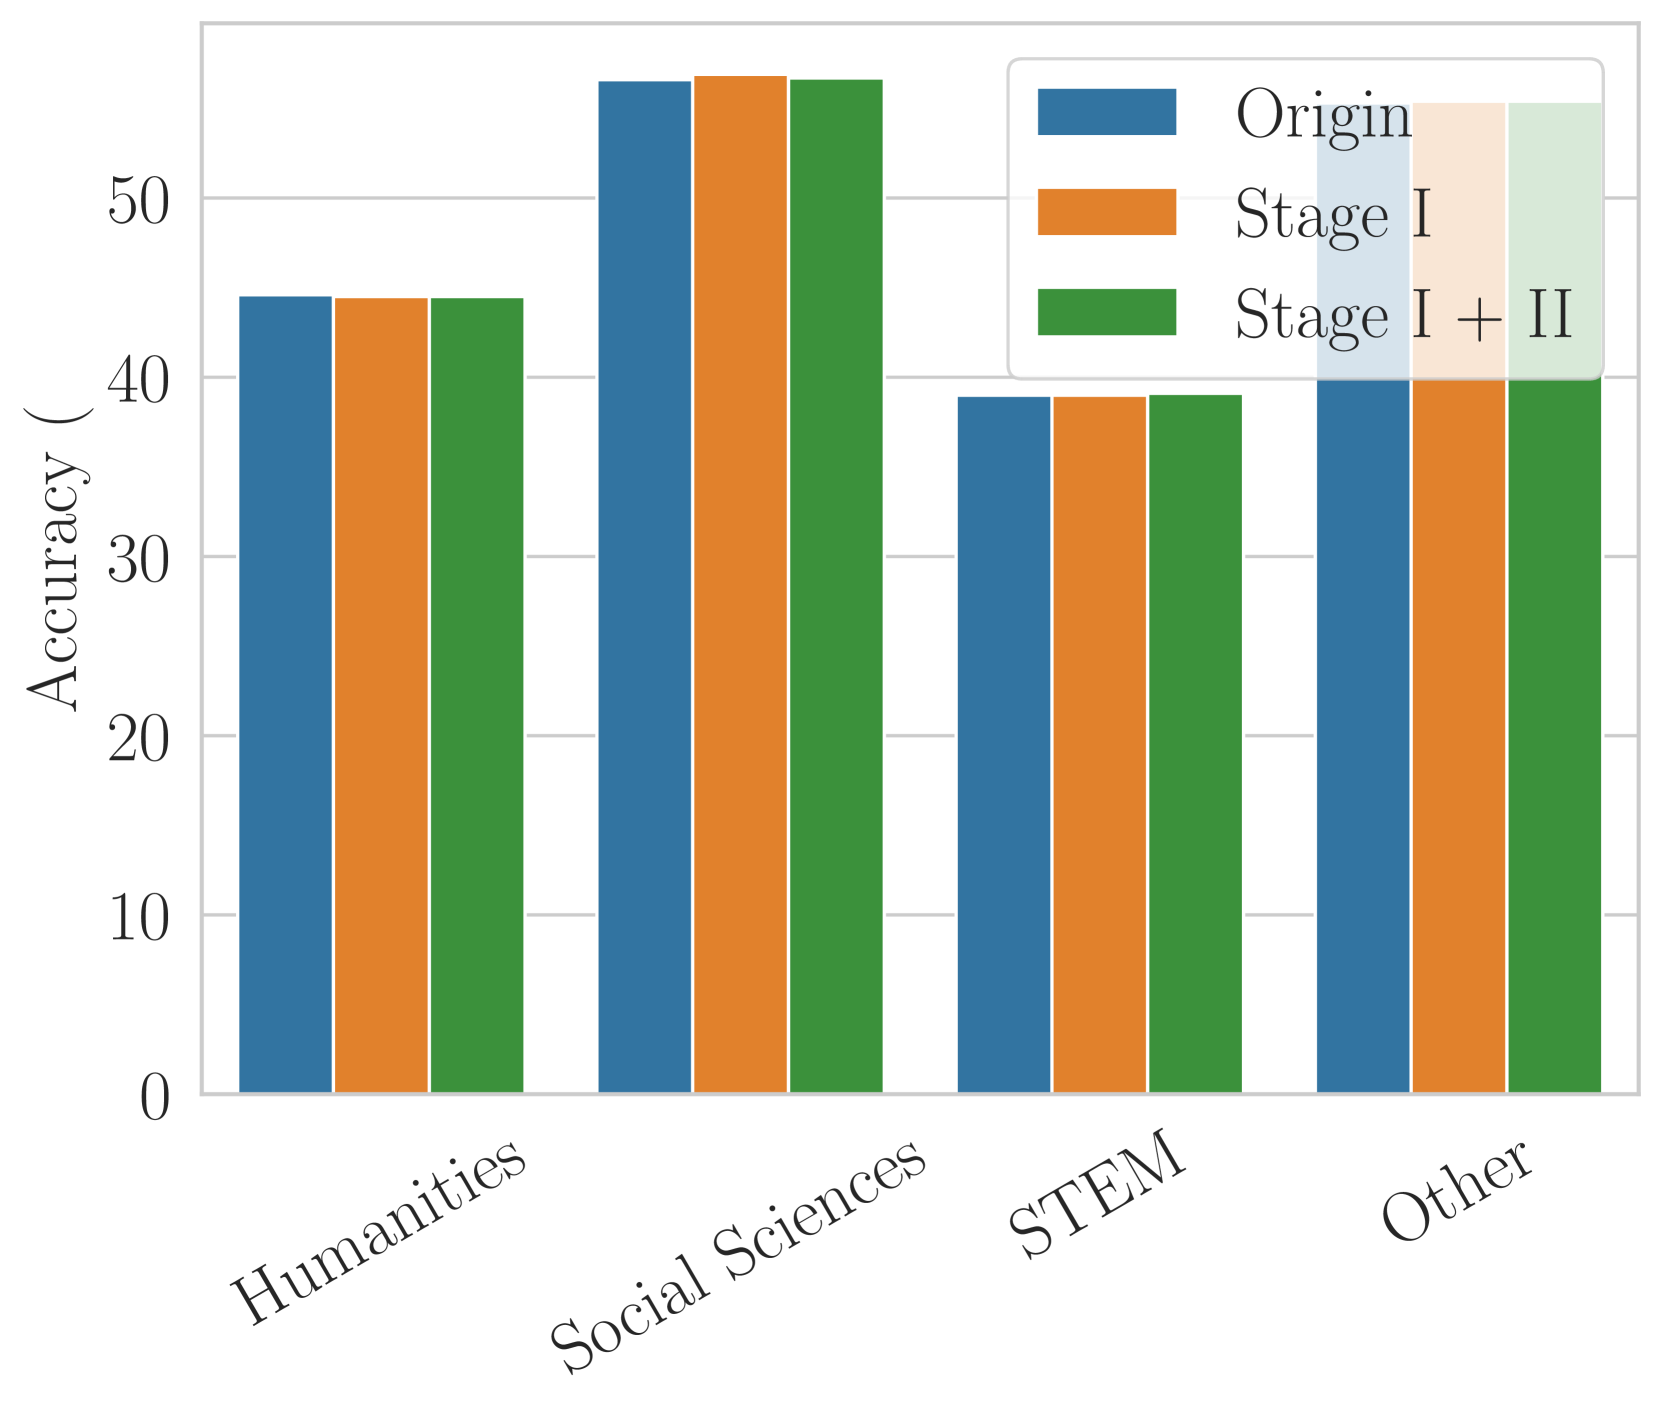 Accuracy (
50
40
30
20
10
0
Origin
Stage I
Stage I + II
Humanities
Social Sciences
STEM
Other